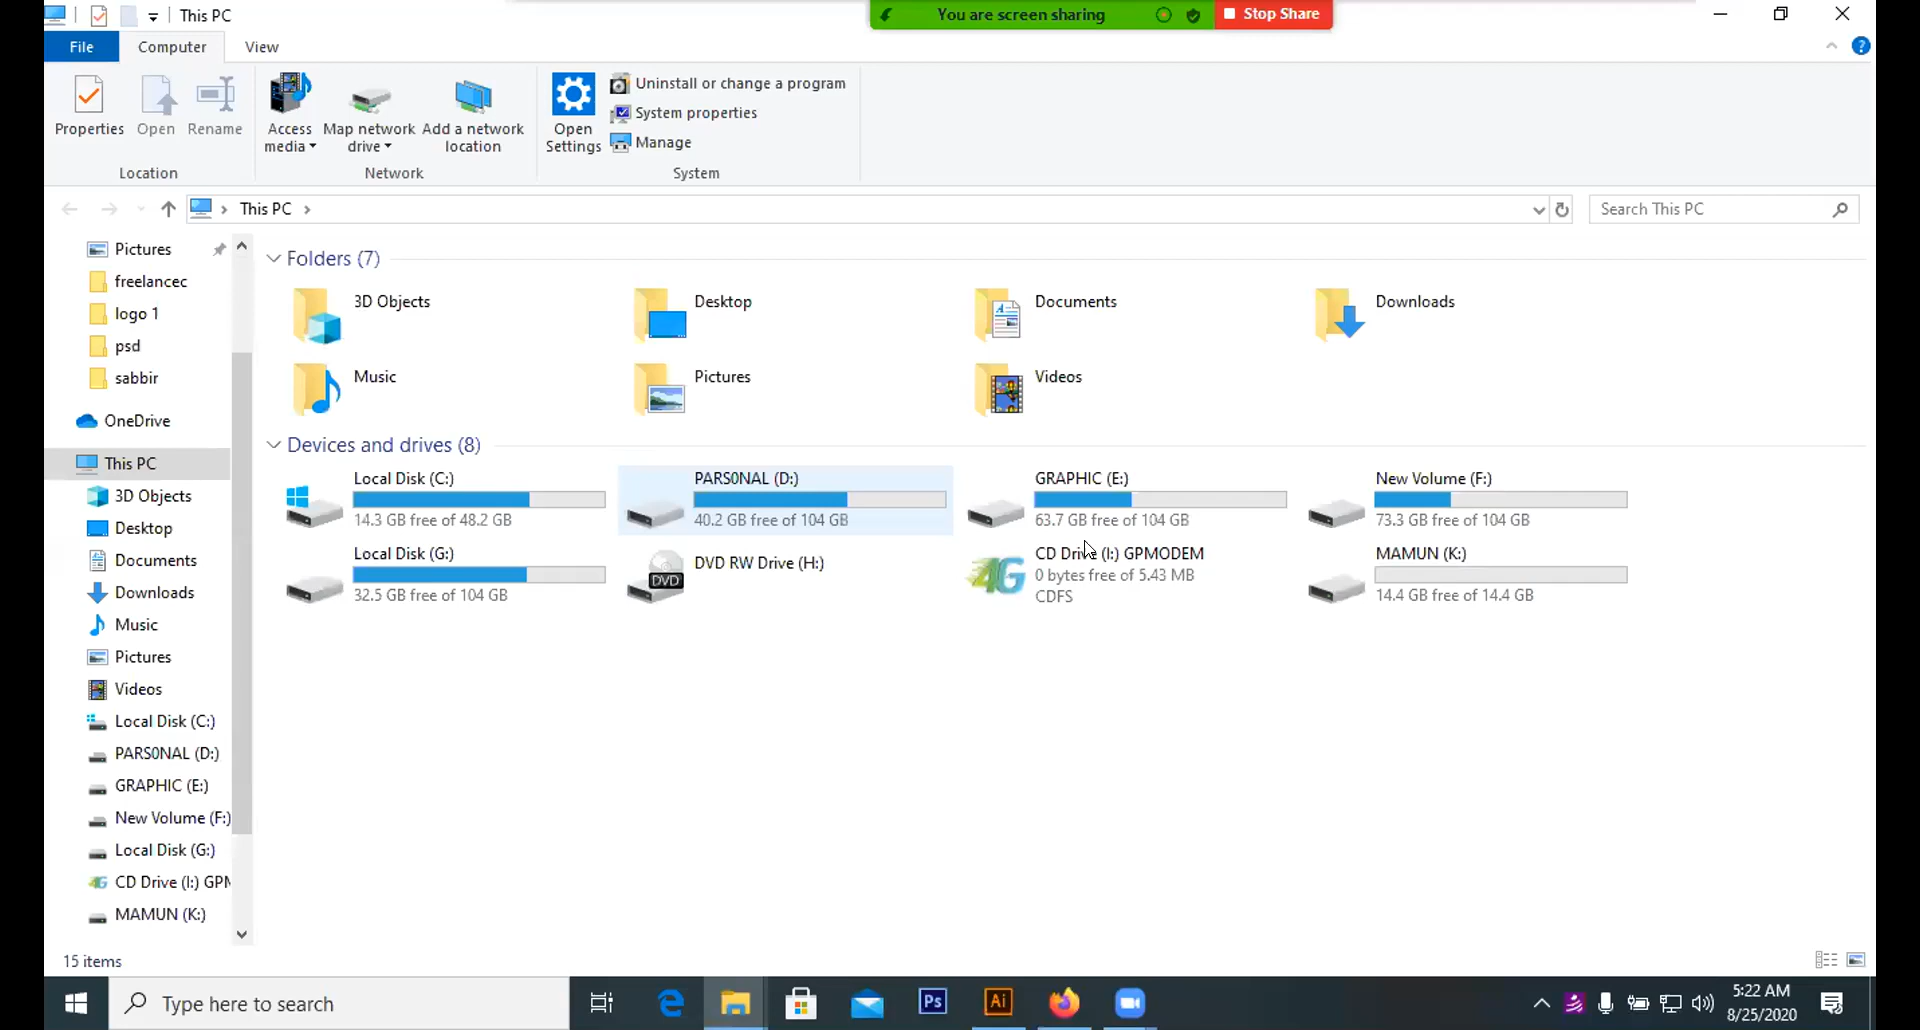 This PC
You are screen sharing
Stop Share
File
Computer
View
Properties
Open
Rename
Access media
Map network drive
Add a network location
Open Settings
Uninstall or change a program
System properties
Manage
Location
Network
System
This PC
Search This PC
Pictures
freelancec
logo 1
psd
sabbir
OneDrive
This PC
3D Objects
Desktop
Documents
Downloads
Music
Pictures
Videos
Local Disk (C:)
PARS0NAL (D:)
GRAPHIC (E:)
New Volume (F:)
Local Disk (G:)
CD Drive (I:) GPM
MAMUN (K:)
Folders (7)
3D Objects
Desktop
Documents
Downloads
Music
Pictures
Videos
Devices and drives (8)
Local Disk (C:)
14.3 GB free of 48.2 GB
PARS0NAL (D:)
40.2 GB free of 104 GB
GRAPHIC (E:)
63.7 GB free of 104 GB
New Volume (F:)
73.3 GB free of 104 GB
Local Disk (G:)
32.5 GB free of 104 GB
DVD
DVD RW Drive (H:)
4G
CD Drive (I:) GPMODEM
0 bytes free of 5.43 MB
CDFS
MAMUN (K:)
14.4 GB free of 14.4 GB
15 items
Type here to search
Ps
Ai
5:22 AM
8/25/2020